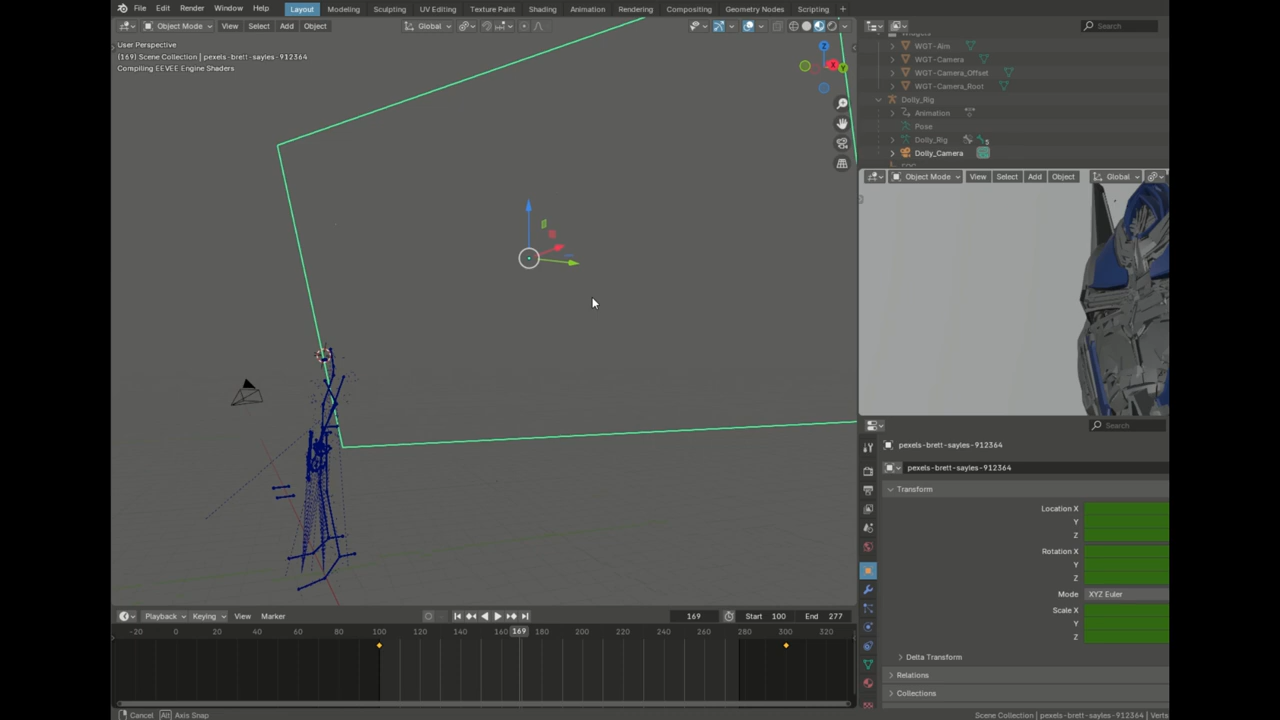 File Edit Render Window Help Layout Modeling Sculpting UV Editing Texture Paint Shading Animation Rendering Compositing Geometry Nodes Scripting +
Object Mode View Select Add Object Global
Search
User Perspective
(169) Scene Collection | pexels-brett-sayles-912364
Compiling EEVEE Engine Shaders
Z
X
Y
WGT-Aim
WGT-Camera
WGT-Camera_Offset
WGT-Camera_Root
Dolly_Rig
Animation
Pose
Dolly_Rig 5
Dolly_Camera
Object Mode View Select Add Object Global
Search
pexels-brett-sayles-912364
pexels-brett-sayles-912364
Transform
Location X
Y
Z
Rotation X
Y
Z
Mode XYZ Euler
Scale X
Y
Z
Delta Transform
Relations
Collections
Playback Keying View Marker 169 Start 100 End 277
-20 0 20 40 60 80 100 120 140 160 169 180 200 220 240 260 280 300 320
Cancel Alt Axis Snap
Scene Collection | pexels-brett-sayles-912364 | Verts